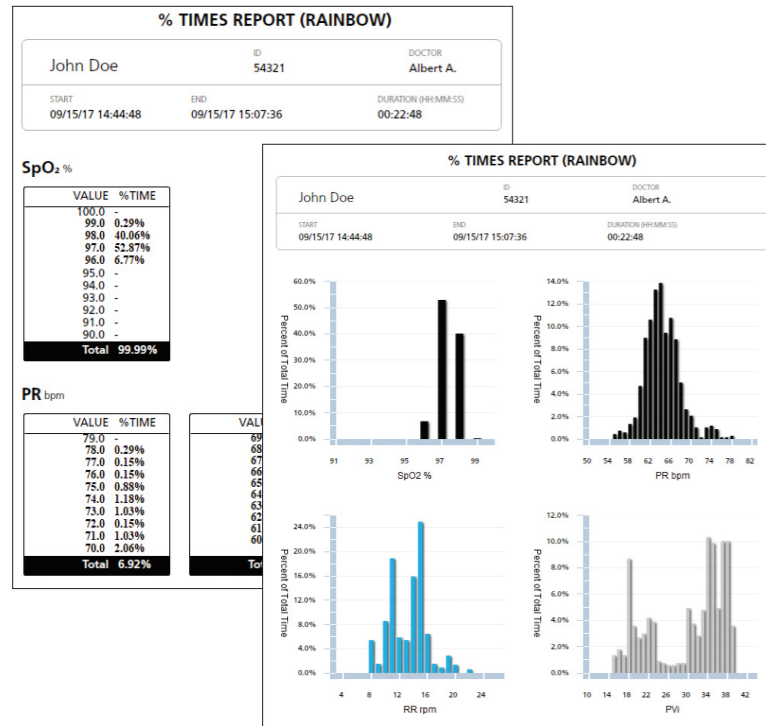 % TIMES REPORT (RAINBOW)
ID DOCTOR
John Doe 54321 Albert A.
START END DURATION (HH:MM:SS)
09/15/17 14:44:48 09/15/17 15:07:36 00:22:48
SpO₂ %
VALUE %TIME
100.0 -
99.0 0.29%
98.0 40.06%
97.0 52.87%
96.0 6.77%
95.0 -
94.0 -
93.0 -
92.0 -
91.0 -
90.0 -
Total 99.99%
PR bpm
VALUE %TIME
79.0 -
78.0 0.29%
77.0 0.15%
76.0 0.15%
75.0 0.88%
74.0 1.18%
73.0 1.03%
72.0 0.15%
71.0 1.03%
70.0 2.06%
Total 6.92%
69
68
67
66
65
64
63
62
61
60
% TIMES REPORT (RAINBOW)
ID DOCTOR
John Doe 54321 Albert A.
START END DURATION (HH:MM:SS)
09/15/17 14:44:48 09/15/17 15:07:36 00:22:48
Percent of Total Time
60.0%
50.0%
40.0%
30.0%
20.0%
10.0%
0.0%
91 93 95 97 99
SpO2 %
Percent of Total Time
14.0%
12.0%
10.0%
8.0%
6.0%
4.0%
2.0%
0.0%
50 54 58 62 66 70 74 78 82
PR bpm
Percent of Total Time
24.0%
20.0%
16.0%
12.0%
8.0%
4.0%
0.0%
4 8 12 16 20 24
RR rpm
Percent of Total Time
12.0%
10.0%
8.0%
6.0%
4.0%
2.0%
0.0%
10 14 18 22 26 30 34 38 42
PVi